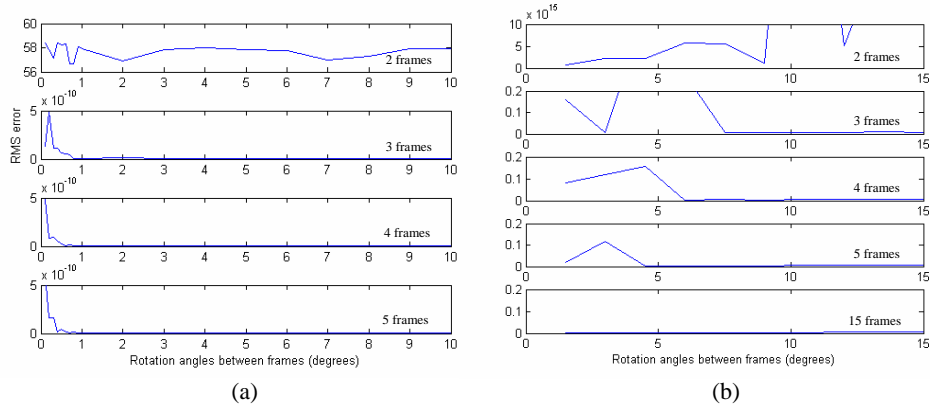 60
58
56
2 frames
0 1 2 3 4 5 6 7 8 9 10
x 10^-10
5
0
3 frames
0 1 2 3 4 5 6 7 8 9 10
x 10^-10
5
0
4 frames
0 1 2 3 4 5 6 7 8 9 10
x 10^-10
5
0
5 frames
0 1 2 3 4 5 6 7 8 9 10
RMS error
Rotation angles between frames (degrees)
(a)
x 10^15
10
5
0
2 frames
0 5 10 15
0.2
0.1
0
3 frames
0 5 10 15
0.2
0.1
0
4 frames
0 5 10 15
0.2
0.1
0
5 frames
0 5 10 15
0.2
0.1
0
15 frames
0 5 10 15
Rotation angles between frames (degrees)
(b)